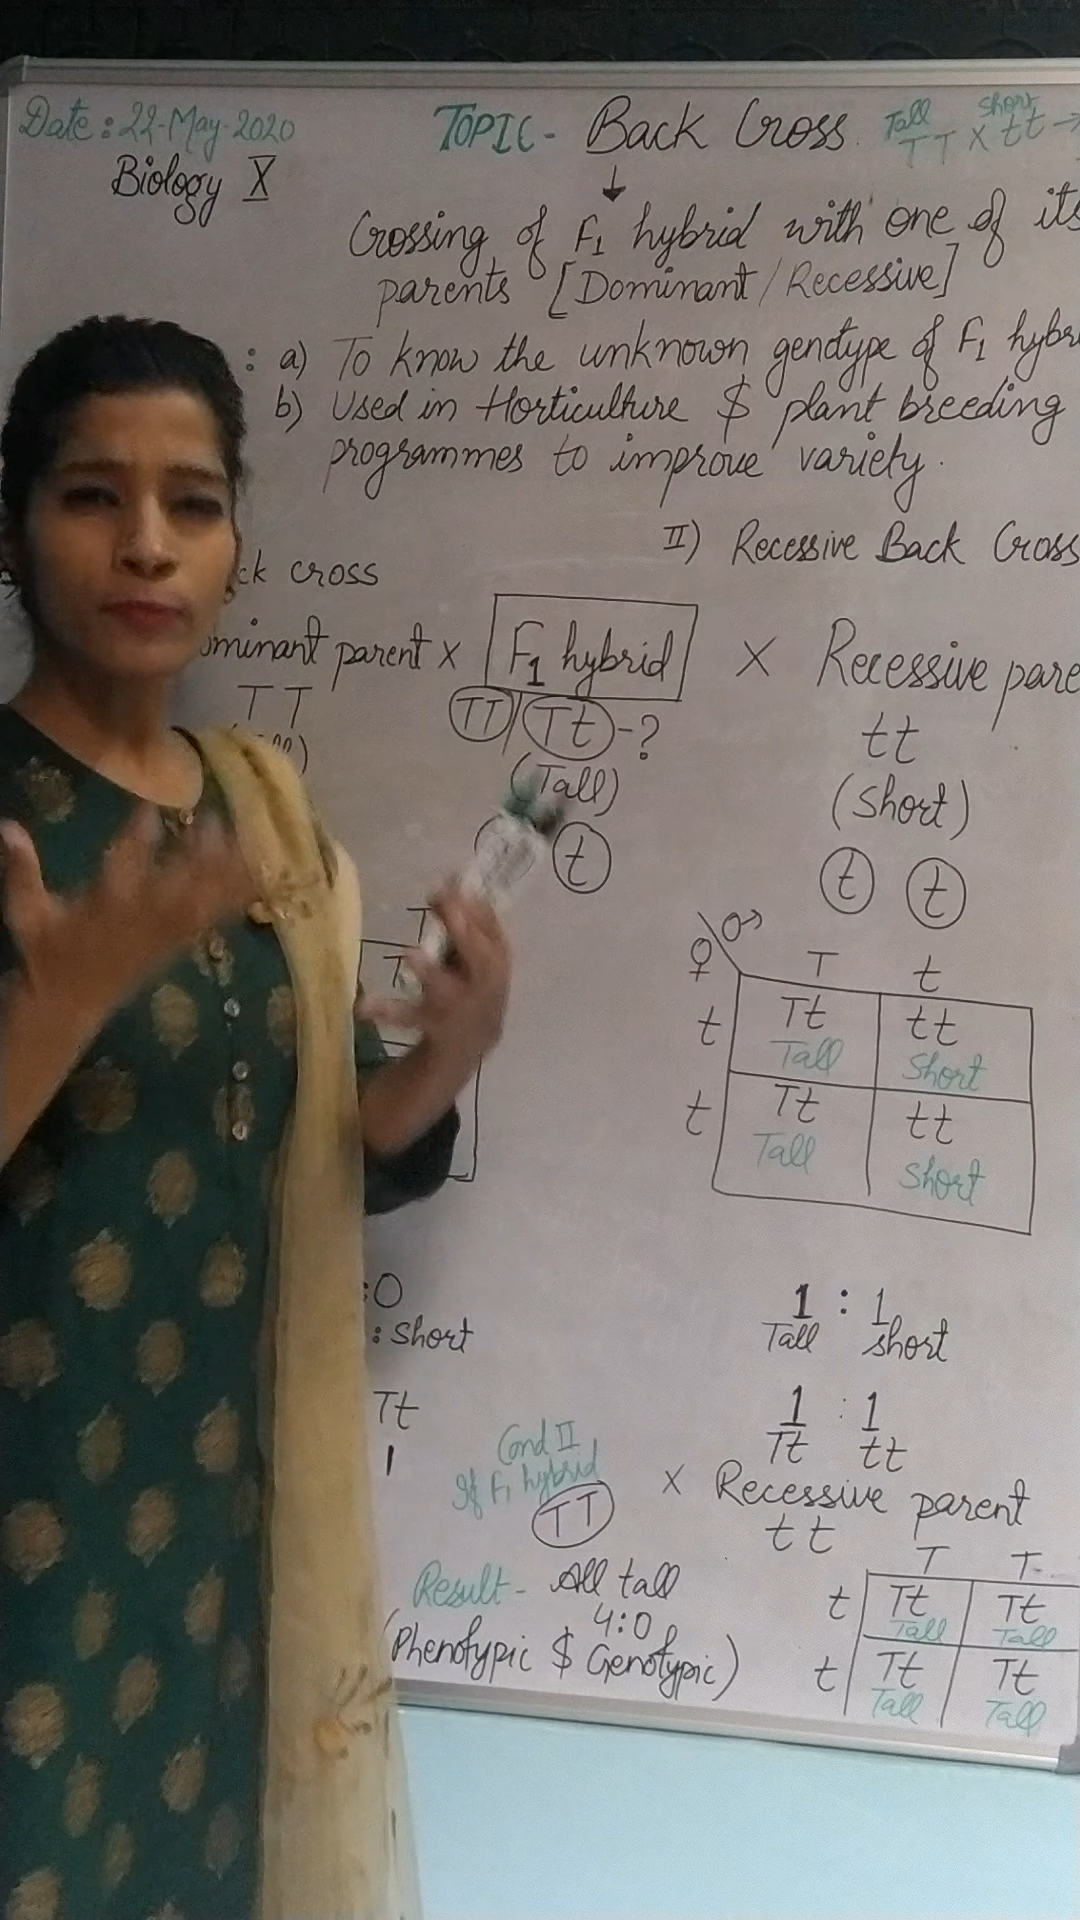 Date: 22-May-2020
Biology X
TOPIC- Back Cross.
Tall short
TT X tt →
Crossing of F1 hybrid with one of its
parents [Dominant/Recessive]
: a) To know the unknown genotype of F1
b) Used in Horticulture $ plant breeding
programmes to improve variety.
cross
II) Recessive Back Cross
parent x F1 hybrid X Recessive
TT
TT/Tt-?
(Tall)
t
tt
(short)
t t
♀ ♂
T t
t Tt tt
Tall Short
t Tt tt
Tall Short
T
T
:0
: short
Tt
1
1 : 1
Tall short
1 : 1
Tt tt
Cond II
If F1 hybrid
TT
x Recessive parent
tt
Result- All tall
4:0
(Phenotypic $ Genotypic)
T T
t Tt Tt
Tall Tall
t Tt Tt
Tall Tall